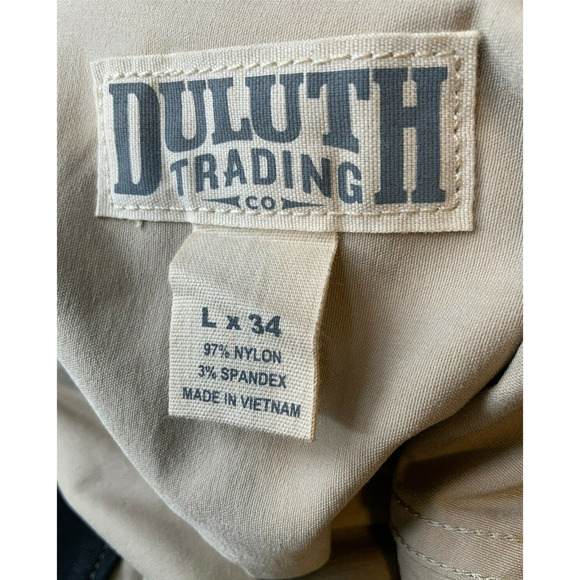 DULUTH
TRADING
CO
L x 34
97% NYLON
3% SPANDEX
MADE IN VIETNAM